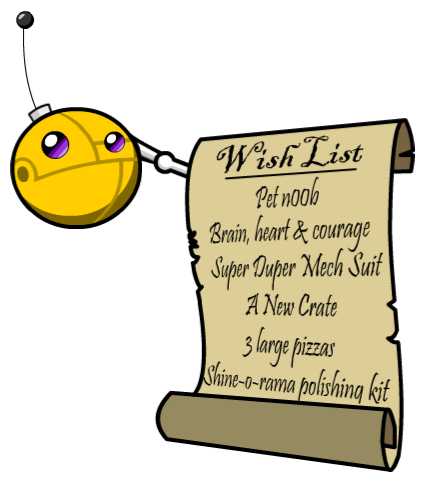 Wish List
Pet n00b
Brain, heart & courage
Super Duper Mech Suit
A New Crate
3 large pizzas
Shine-o-rama polishing kit